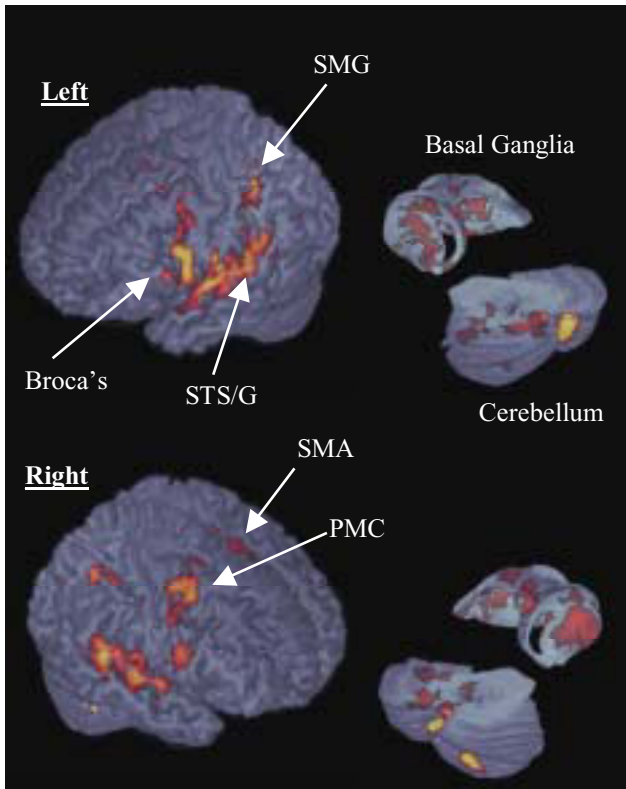 SMG
Left
Basal Ganglia
Broca's
STS/G
Cerebellum
SMA
Right
PMC